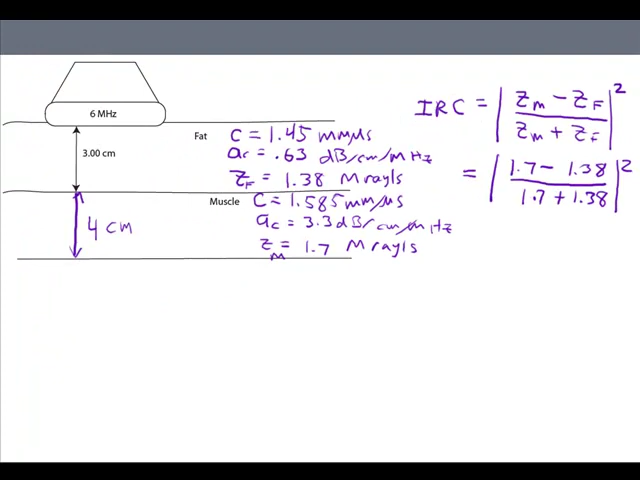 6 MHz
3.00 cm
4 cm
Fat
C = 1.45 mm/μs
ac = .63 dB/cm/mHz
ZF = 1.38 Mrayls
Muscle
C = 1.585 mm/μs
ac = 3.3 dB/cm/mHz
Zm = 1.7 Mrayls
IRC = | Zm - ZF / Zm + ZF |²
= | 1.7 - 1.38 / 1.7 + 1.38 |²